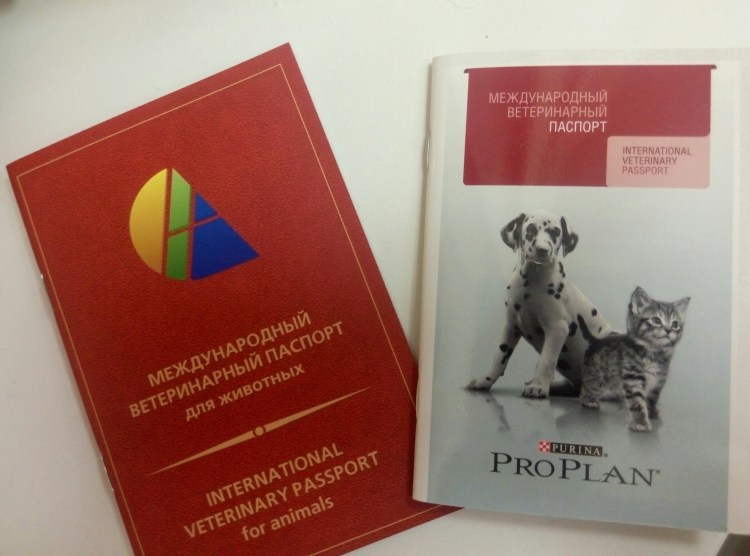 МЕЖДУНАРОДНЫЙ
ВЕТЕРИНАРНЫЙ ПАСПОРТ
для животных
INTERNATIONAL
VETERINARY PASSPORT
for animals
МЕЖДУНАРОДНЫЙ
ВЕТЕРИНАРНЫЙ
ПАСПОРТ
INTERNATIONAL
VETERINARY
PASSPORT
PURINA®
PROPLAN®